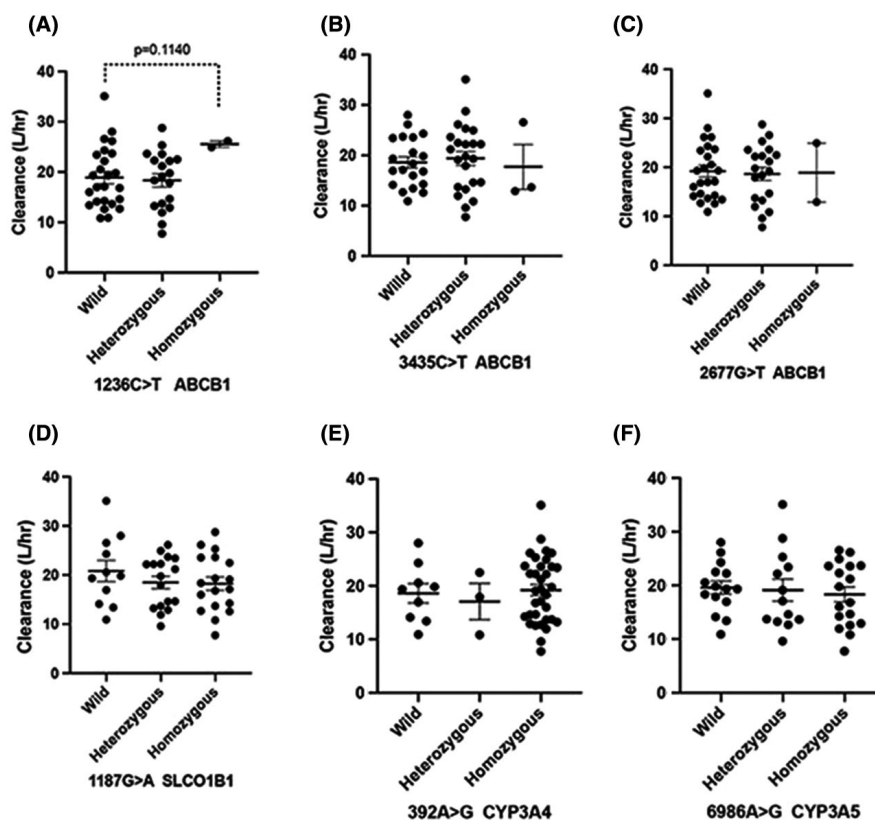 (A)
p=0.1140
Clearance (L/hr)
40
30
20
10
0
Wild
Heterozygous
Homozygous
1236C>T ABCB1
(B)
Clearance (L/hr)
40
30
20
10
0
Willd
Heterozygous
Homozygous
3435C>T ABCB1
(C)
Clearance (L/hr)
40
30
20
10
0
Wild
Heterozygous
Homozygous
2677G>T ABCB1
(D)
Clearance (L/hr)
40
30
20
10
0
Wild
Heterozygous
Homozygous
1187G>A SLCO1B1
(E)
Clearance (L/hr)
40
30
20
10
0
Wild
Heterozygous
Homozygous
392A>G CYP3A4
(F)
Clearance (L/hr)
40
30
20
10
0
Wild
Heterozygous
Homozygous
6986A>G CYP3A5